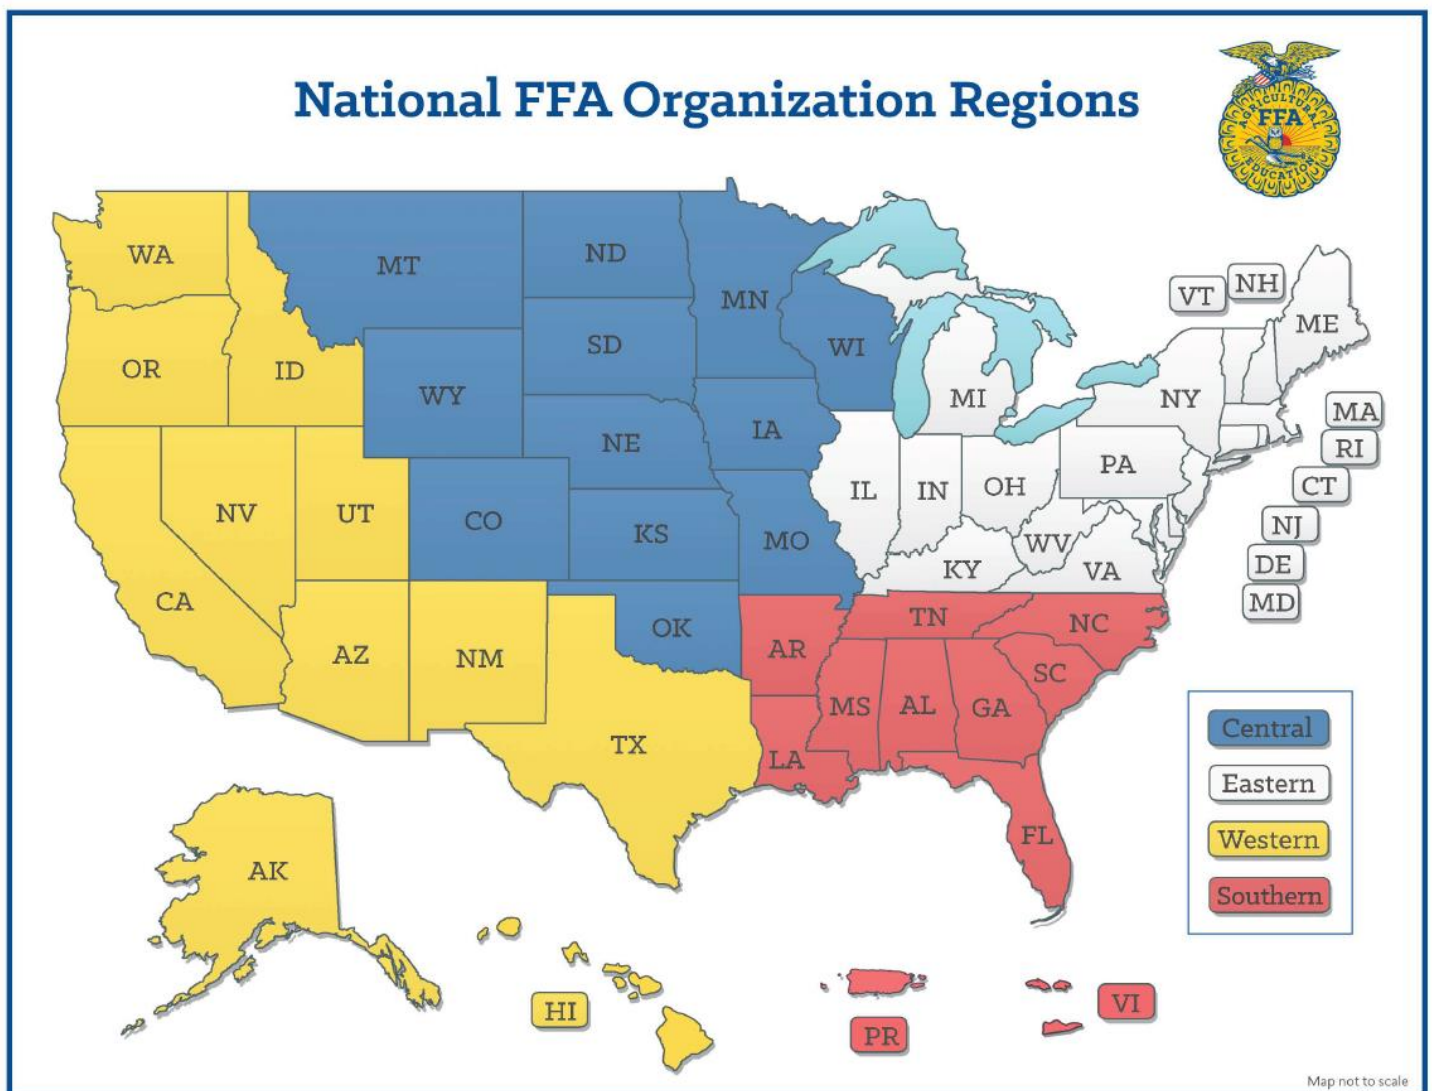 National FFA Organization Regions
AGRICULTURAL
FFA
EDUCATION
WA
MT
ND
MN
VT
NH
ME
OR
ID
SD
WI
WY
MI
NY
MA
NE
IA
RI
PA
CT
NV
UT
CO
KS
MO
IL
IN
OH
NJ
WV
VA
KY
DE
MD
CA
AZ
NM
OK
AR
TN
NC
SC
TX
MS
AL
GA
LA
FL
Central
Eastern
Western
Southern
AK
HI
PR
VI
Map not to scale